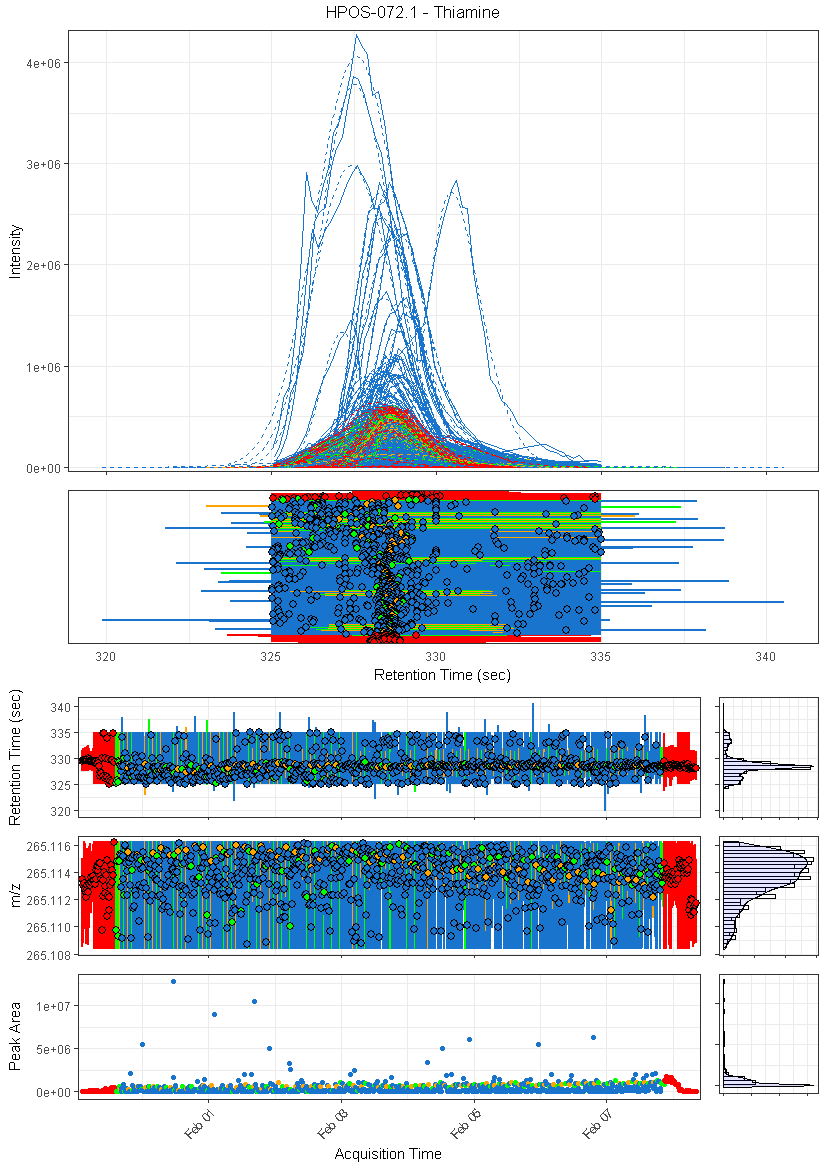 HPOS-072.1 - Thiamine
4e+06
3e+06
2e+06
1e+06
0e+00
Intensity
320 325 330 335 340
Retention Time (sec)
340
335
330
325
320
Retention Time (sec)
265.116
265.114
265.112
265.110
265.108
m/z
1e+07
5e+06
0e+00
Peak Area
Feb 01 Feb 03 Feb 05 Feb 07
Acquisition Time